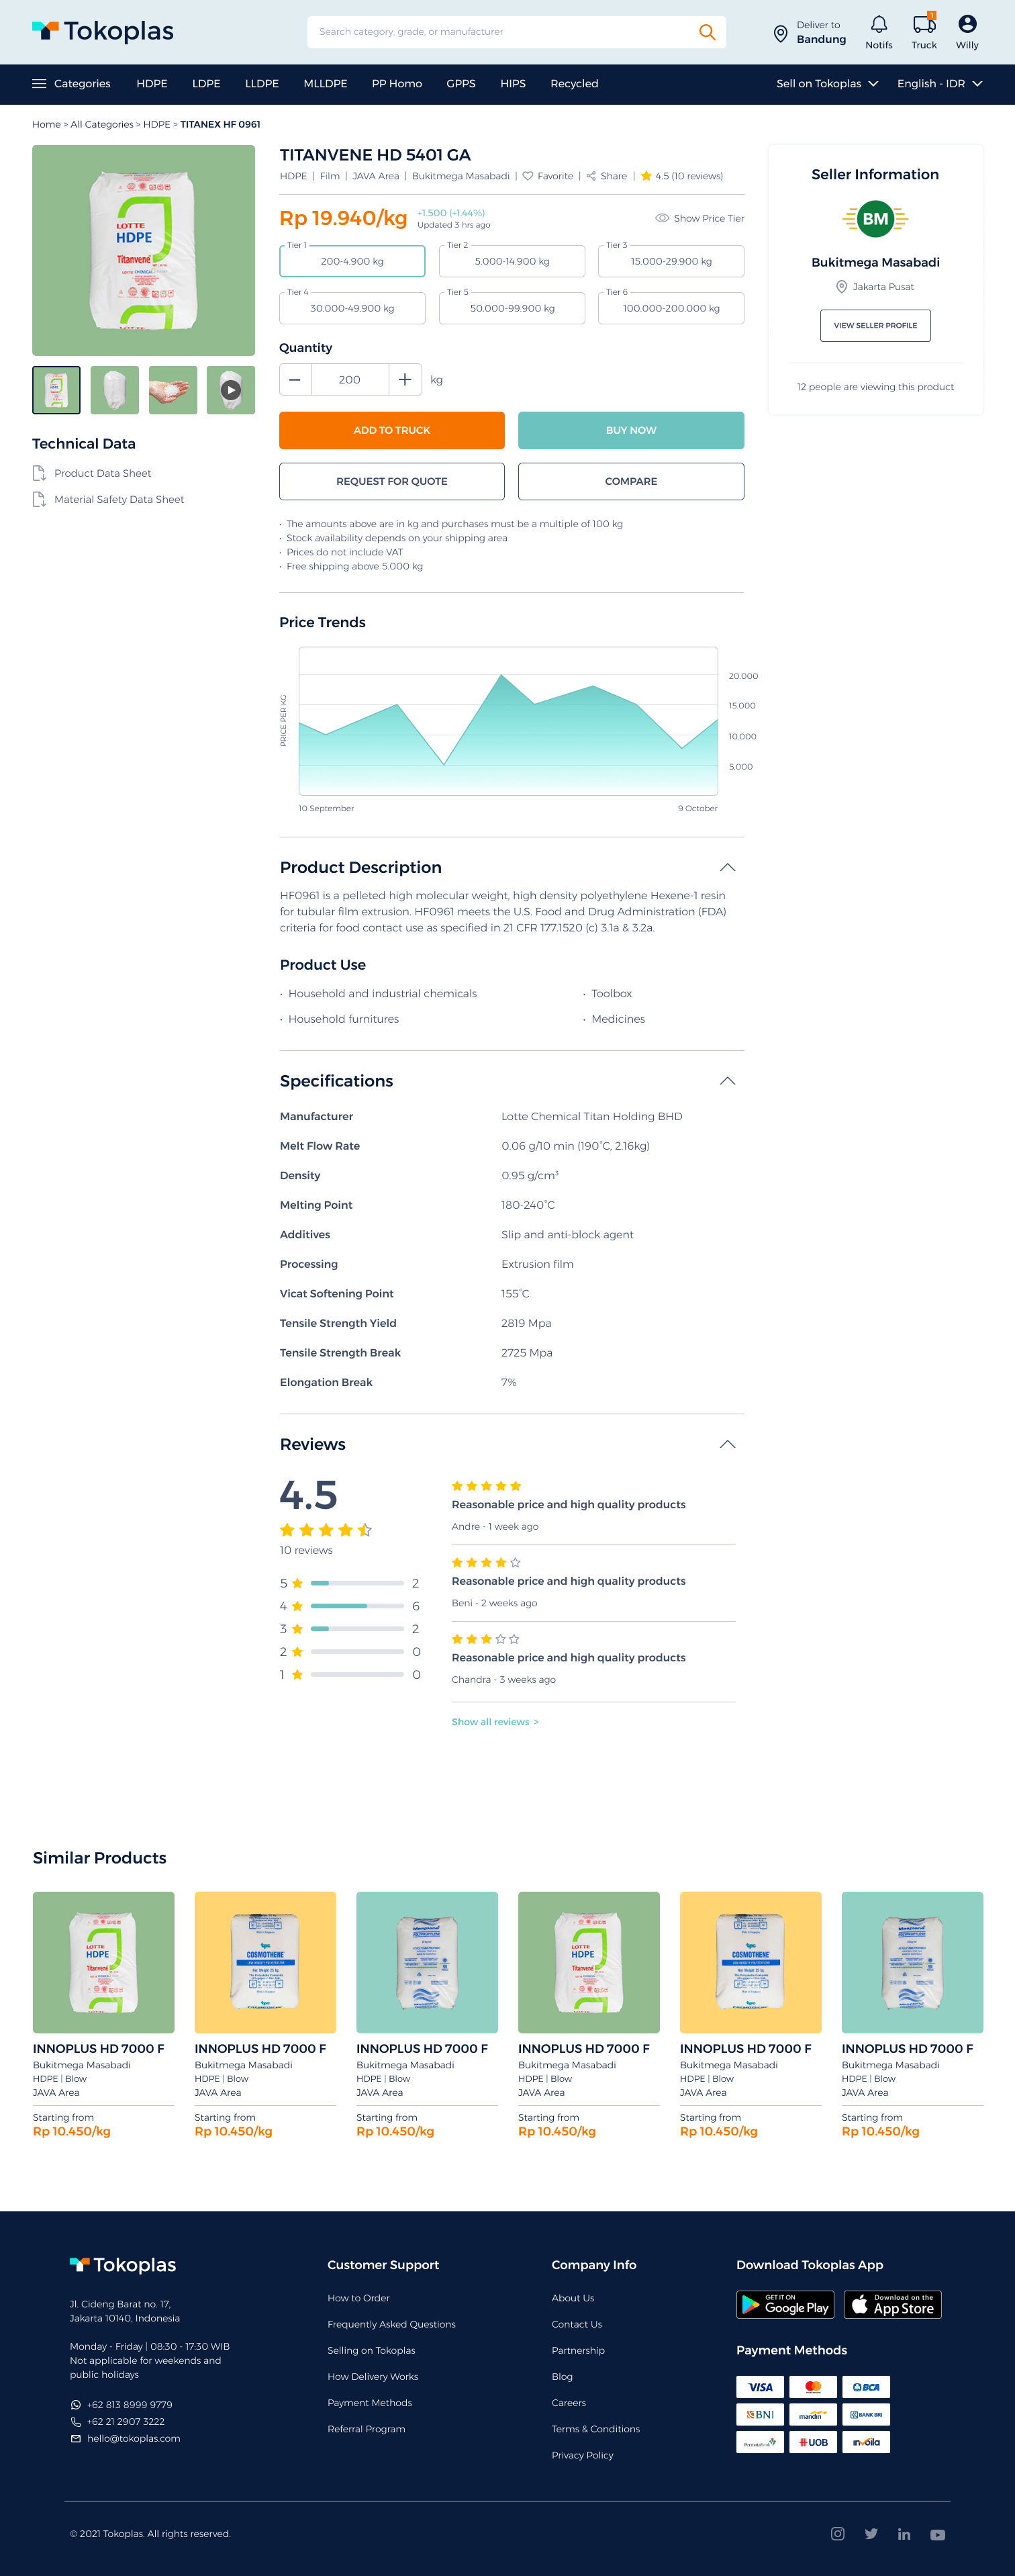 Tokoplas
Search category, grade, or manufacturer
Deliver to
Bandung
1
Notifs
Truck
Willy
Categories HDPE LDPE LLDPE MLLDPE PP Homo GPPS HIPS Recycled Sell on Tokoplas English - IDR
Home > All Categories > HDPE > TITANEX HF 0961
LOTTE
HDPE
Titanvene
Technical Data
Product Data Sheet
Material Safety Data Sheet
TITANVENE HD 5401 GA
HDPE | Film | JAVA Area | Bukitmega Masabadi | Favorite | Share | 4.5 (10 reviews)
Rp 19.940/kg
+1.500 (+1.44%)
Updated 3 hrs ago
Show Price Tier
Tier 1
200-4.900 kg
Tier 2
5.000-14.900 kg
Tier 3
15.000-29.900 kg
Tier 4
30.000-49.900 kg
Tier 5
50.000-99.900 kg
Tier 6
100.000-200.000 kg
Quantity
200 kg
ADD TO TRUCK
BUY NOW
REQUEST FOR QUOTE
COMPARE
• The amounts above are in kg and purchases must be a multiple of 100 kg
• Stock availability depends on your shipping area
• Prices do not include VAT
• Free shipping above 5.000 kg
Seller Information
BM
Bukitmega Masabadi
Jakarta Pusat
VIEW SELLER PROFILE
12 people are viewing this product
Price Trends
PRICE PER KG
20.000
15.000
10.000
5.000
10 September
9 October
Product Description
HF0961 is a pelleted high molecular weight, high density polyethylene Hexene-1 resin
for tubular film extrusion. HF0961 meets the U.S. Food and Drug Administration (FDA)
criteria for food contact use as specified in 21 CFR 177.1520 (c) 3.1a & 3.2a.
Product Use
• Household and industrial chemicals
• Toolbox
• Household furnitures
• Medicines
Specifications
Manufacturer Lotte Chemical Titan Holding BHD
Melt Flow Rate 0.06 g/10 min (190°C, 2.16kg)
Density 0.95 g/cm³
Melting Point 180-240°C
Additives Slip and anti-block agent
Processing Extrusion film
Vicat Softening Point 155°C
Tensile Strength Yield 2819 Mpa
Tensile Strength Break 2725 Mpa
Elongation Break 7%
Reviews
4.5
10 reviews
5 2
4 6
3 2
2 0
1 0
Reasonable price and high quality products
Andre - 1 week ago
Reasonable price and high quality products
Beni - 2 weeks ago
Reasonable price and high quality products
Chandra - 3 weeks ago
Show all reviews >
Similar Products
LOTTE
HDPE
Titanvene
INNOPLUS HD 7000 F
Bukitmega Masabadi
HDPE | Blow
JAVA Area
Starting from
Rp 10.450/kg
COSMOTHENE
INNOPLUS HD 7000 F
Bukitmega Masabadi
HDPE | Blow
JAVA Area
Starting from
Rp 10.450/kg
INNOPLUS HD 7000 F
Bukitmega Masabadi
HDPE | Blow
JAVA Area
Starting from
Rp 10.450/kg
LOTTE
HDPE
Titanvene
INNOPLUS HD 7000 F
Bukitmega Masabadi
HDPE | Blow
JAVA Area
Starting from
Rp 10.450/kg
COSMOTHENE
INNOPLUS HD 7000 F
Bukitmega Masabadi
HDPE | Blow
JAVA Area
Starting from
Rp 10.450/kg
INNOPLUS HD 7000 F
Bukitmega Masabadi
HDPE | Blow
JAVA Area
Starting from
Rp 10.450/kg
Tokoplas
Jl. Cideng Barat no. 17,
Jakarta 10140, Indonesia
Monday - Friday | 08:30 - 17:30 WIB
Not applicable for weekends and
public holidays
+62 813 8999 9779
+62 21 2907 3222
hello@tokoplas.com
Customer Support
How to Order
Frequently Asked Questions
Selling on Tokoplas
How Delivery Works
Payment Methods
Referral Program
Company Info
About Us
Contact Us
Partnership
Blog
Careers
Terms & Conditions
Privacy Policy
Download Tokoplas App
GET IT ON
Google Play
Download on the
App Store
Payment Methods
VISA
BCA
BNI
mandiri
BANK BRI
PermataBank
UOB
invoila
© 2021 Tokoplas. All rights reserved.
in